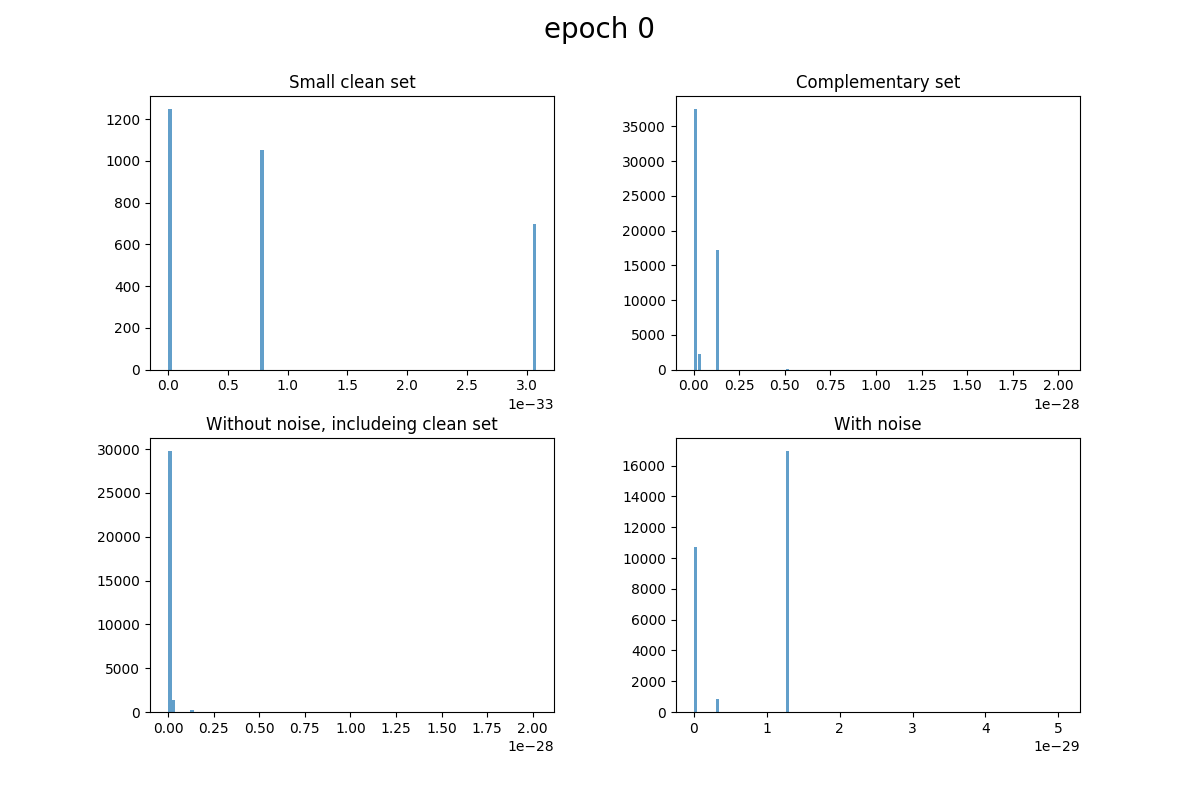 epoch 0
Small clean set
1200
1000
800
600
400
200
0
0.0 0.5 1.0 1.5 2.0 2.5 3.0
1e−33
Complementary set
35000
30000
25000
20000
15000
10000
5000
0
0.00 0.25 0.50 0.75 1.00 1.25 1.50 1.75 2.00
1e−28
Without noise, includeing clean set
30000
25000
20000
15000
10000
5000
0
0.00 0.25 0.50 0.75 1.00 1.25 1.50 1.75 2.00
1e−28
With noise
16000
14000
12000
10000
8000
6000
4000
2000
0
0 1 2 3 4 5
1e−29